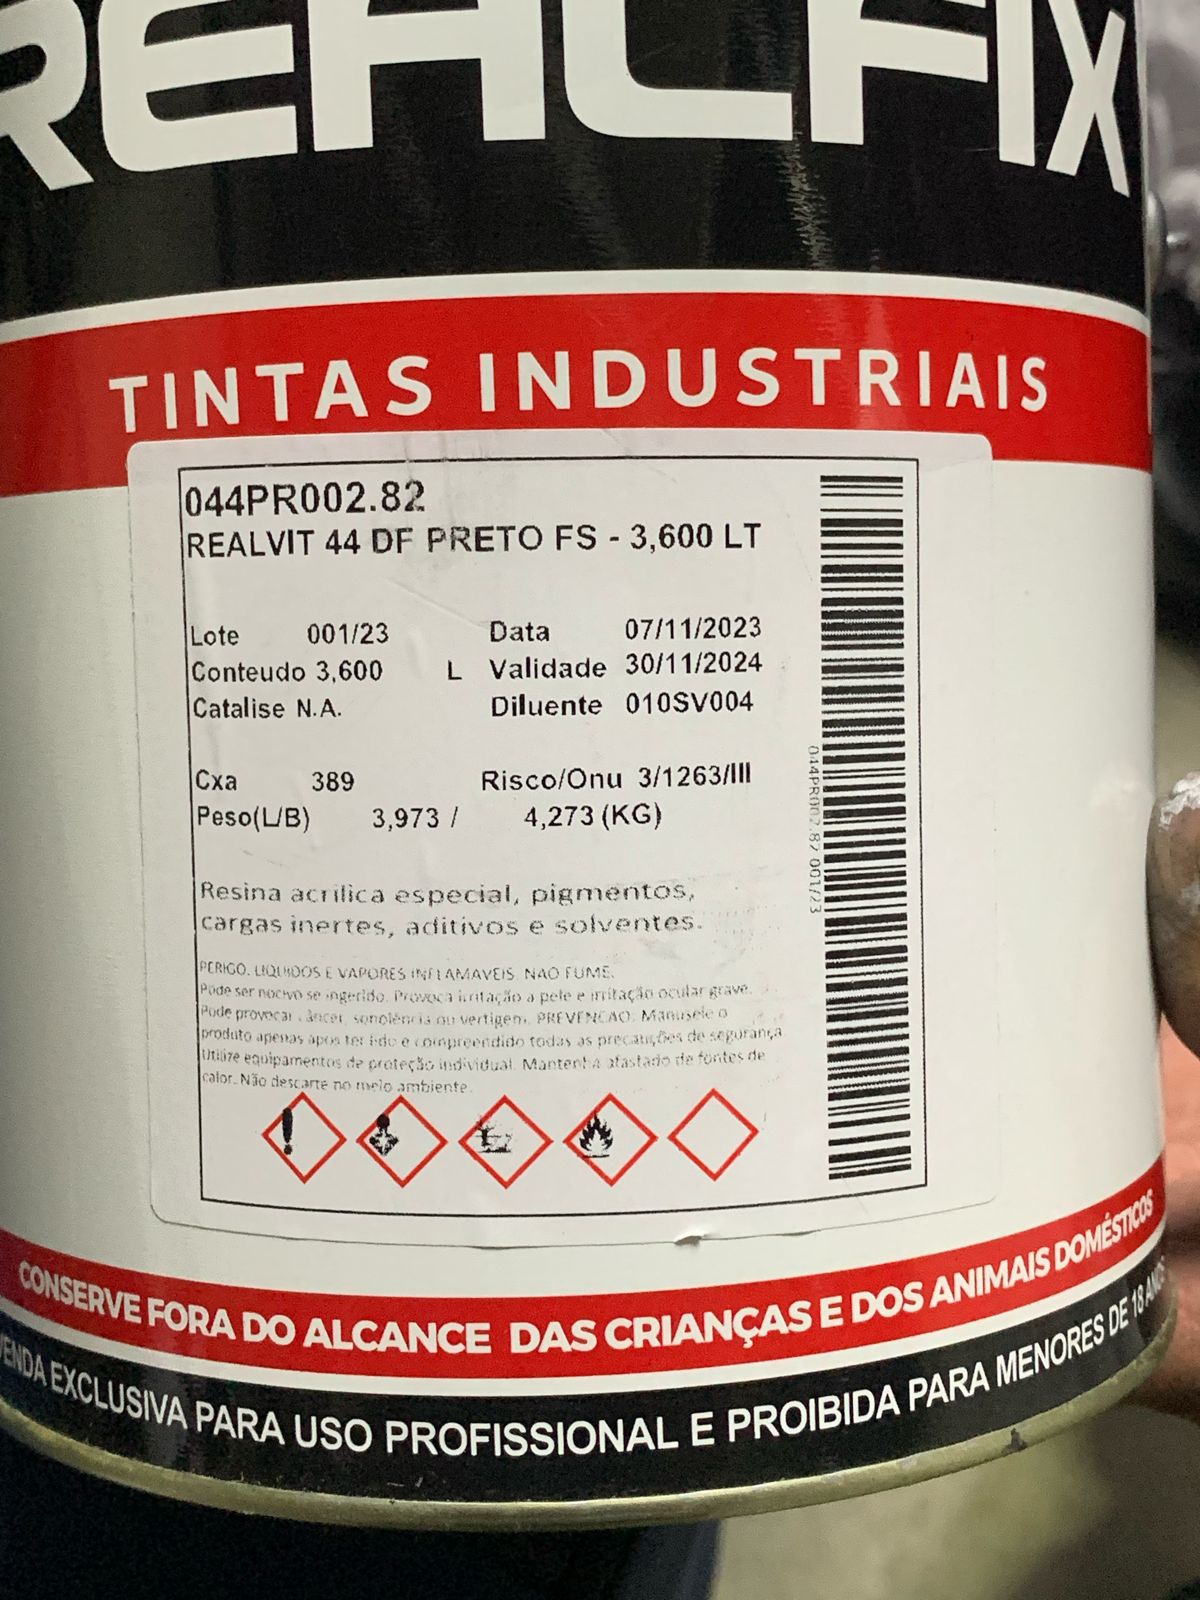 REALFIX
TINTAS INDUSTRIAIS
044PR002.82
REALVIT 44 DF PRETO FS - 3,600 LT
Lote 001/23 Data 07/11/2023
Conteudo 3,600 L Validade 30/11/2024
Catalise N.A. Diluente 010SV004
Cxa 389 Risco/Onu 3/1263/III
Peso(L/B) 3,973 / 4,273 (KG)
044PR002.82 001/23
Resina acrilica especial, pigmentos,
cargas inertes, aditivos e solventes.
PERIGO. LIQUIDOS E VAPORES INFLAMAVEIS. NAO FUME.
Pode ser nocivo se ingerido. Provoca irritação a pele e irritação ocular grave.
Pode provocar câncer, sonolência ou vertigem. PREVENCAO: Manusele o
produto apenas apos ter lido e compreendido todas as precauções de segurança.
Utilize equipamentos de proteção individual. Mantenha afastado de fontes de
calor. Não descarte no meio ambiente.
CONSERVE FORA DO ALCANCE DAS CRIANÇAS E DOS ANIMAIS DOMÉSTICOS
VENDA EXCLUSIVA PARA USO PROFISSIONAL E PROIBIDA PARA MENORES DE 18 ANOS